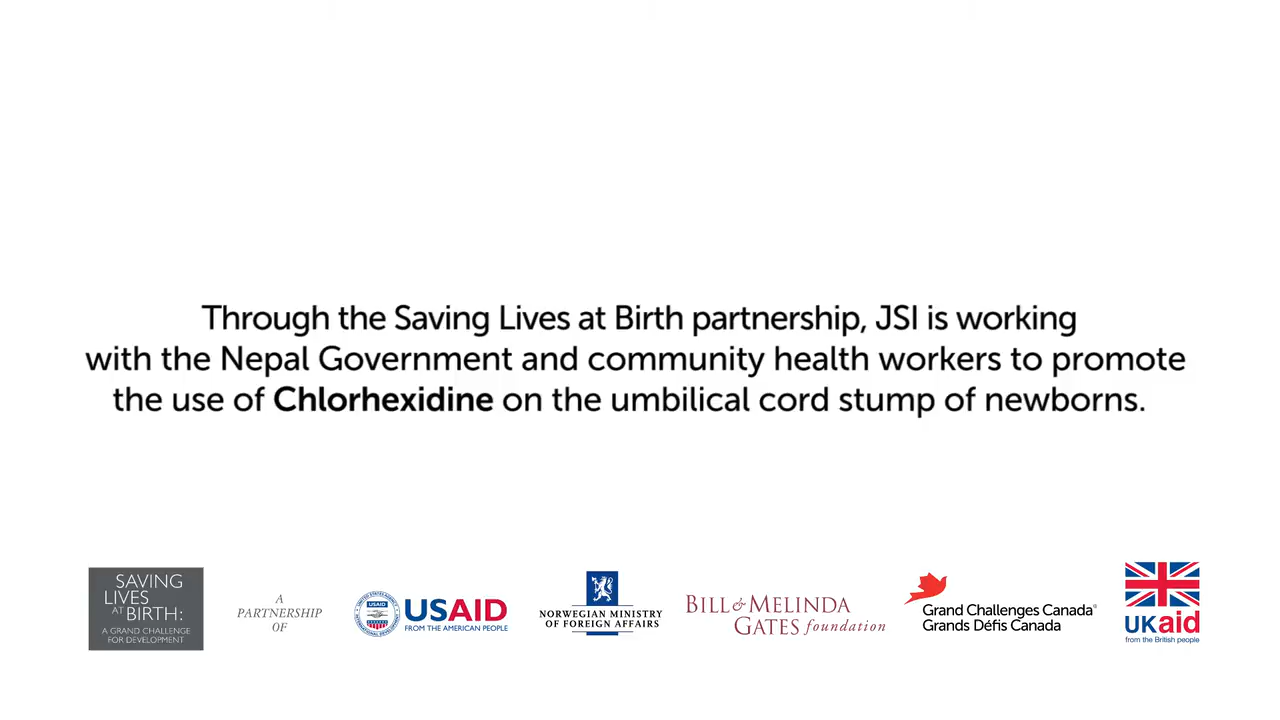 Through the Saving Lives at Birth partnership, JSI is working
with the Nepal Government and community health workers to promote
the use of Chlorhexidine on the umbilical cord stump of newborns.
SAVING
LIVES
AT BIRTH:
A GRAND CHALLENGE
FOR DEVELOPMENT
A
PARTNERSHIP
OF
USAID
USAID
FROM THE AMERICAN PEOPLE
NORWEGIAN MINISTRY
OF FOREIGN AFFAIRS
BILL & MELINDA
GATES foundation
Grand Challenges Canada®
Grands Défis Canada
UKaid
from the British people